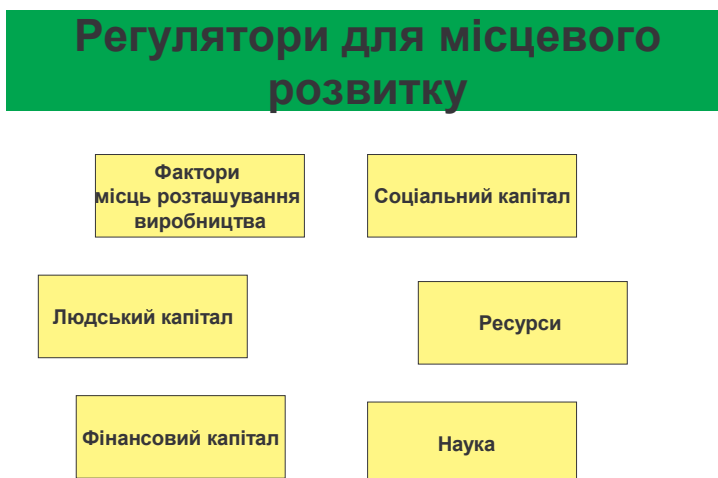 Регулятори для місцевого
розвитку
Фактори
місць розташування
виробництва
Соціальний капітал
Людський капітал
Ресурси
Фінансовий капітал
Наука